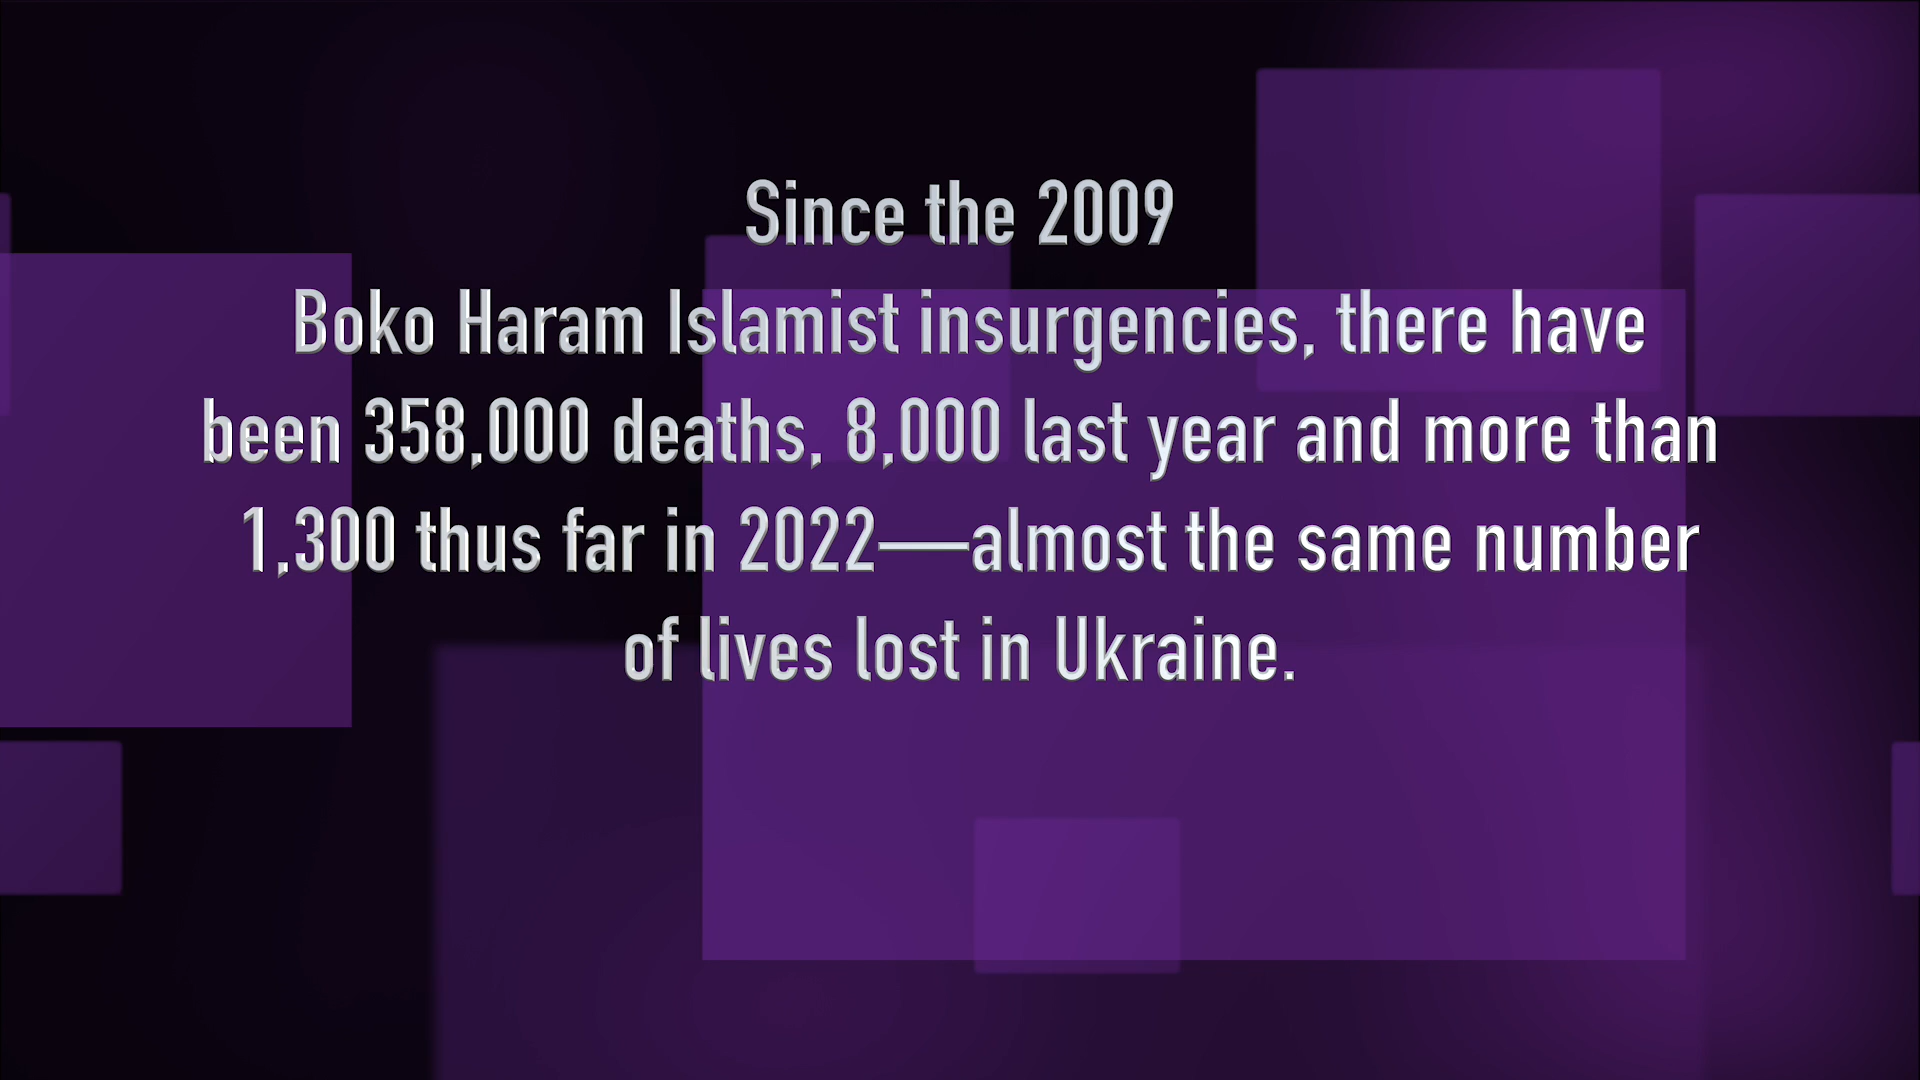 Since the 2009
Boko Haram Islamist insurgencies, there have
been 358,000 deaths, 8,000 last year and more than
1,300 thus far in 2022—almost the same number
of lives lost in Ukraine.